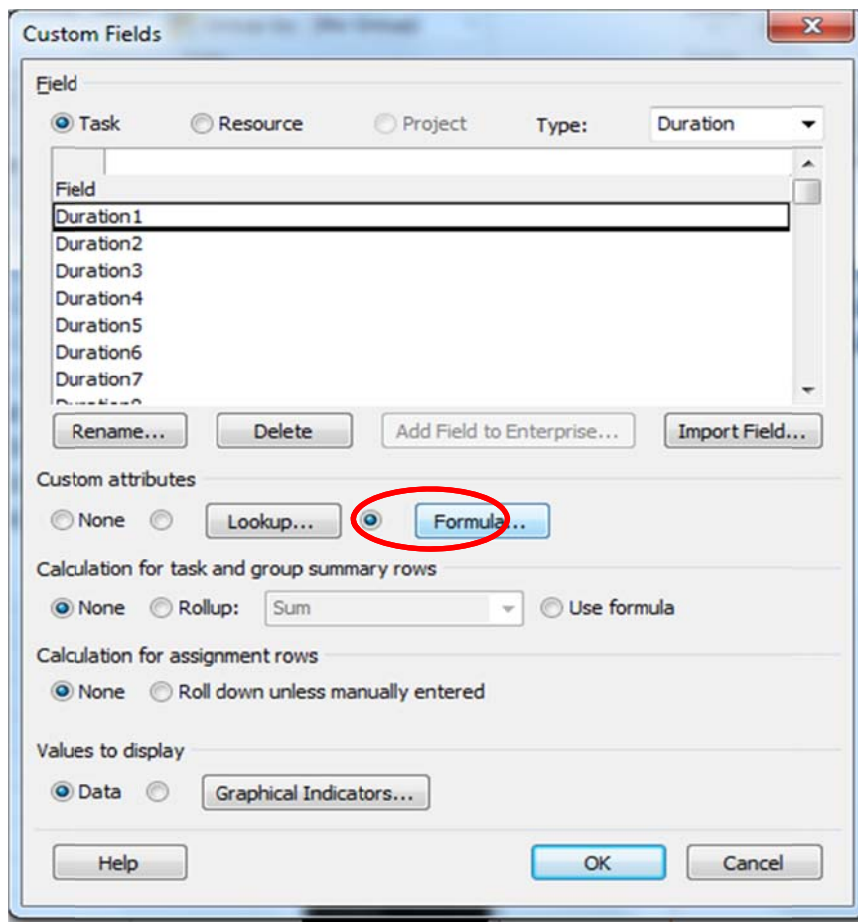 Custom Fields
Field
Task Resource Project Type: Duration
Field
Duration1
Duration2
Duration3
Duration4
Duration5
Duration6
Duration7
Rename... Delete Add Field to Enterprise... Import Field...
Custom attributes
None Lookup... Formula...
Calculation for task and group summary rows
None Rollup: Sum Use formula
Calculation for assignment rows
None Roll down unless manually entered
Values to display
Data Graphical Indicators...
Help OK Cancel